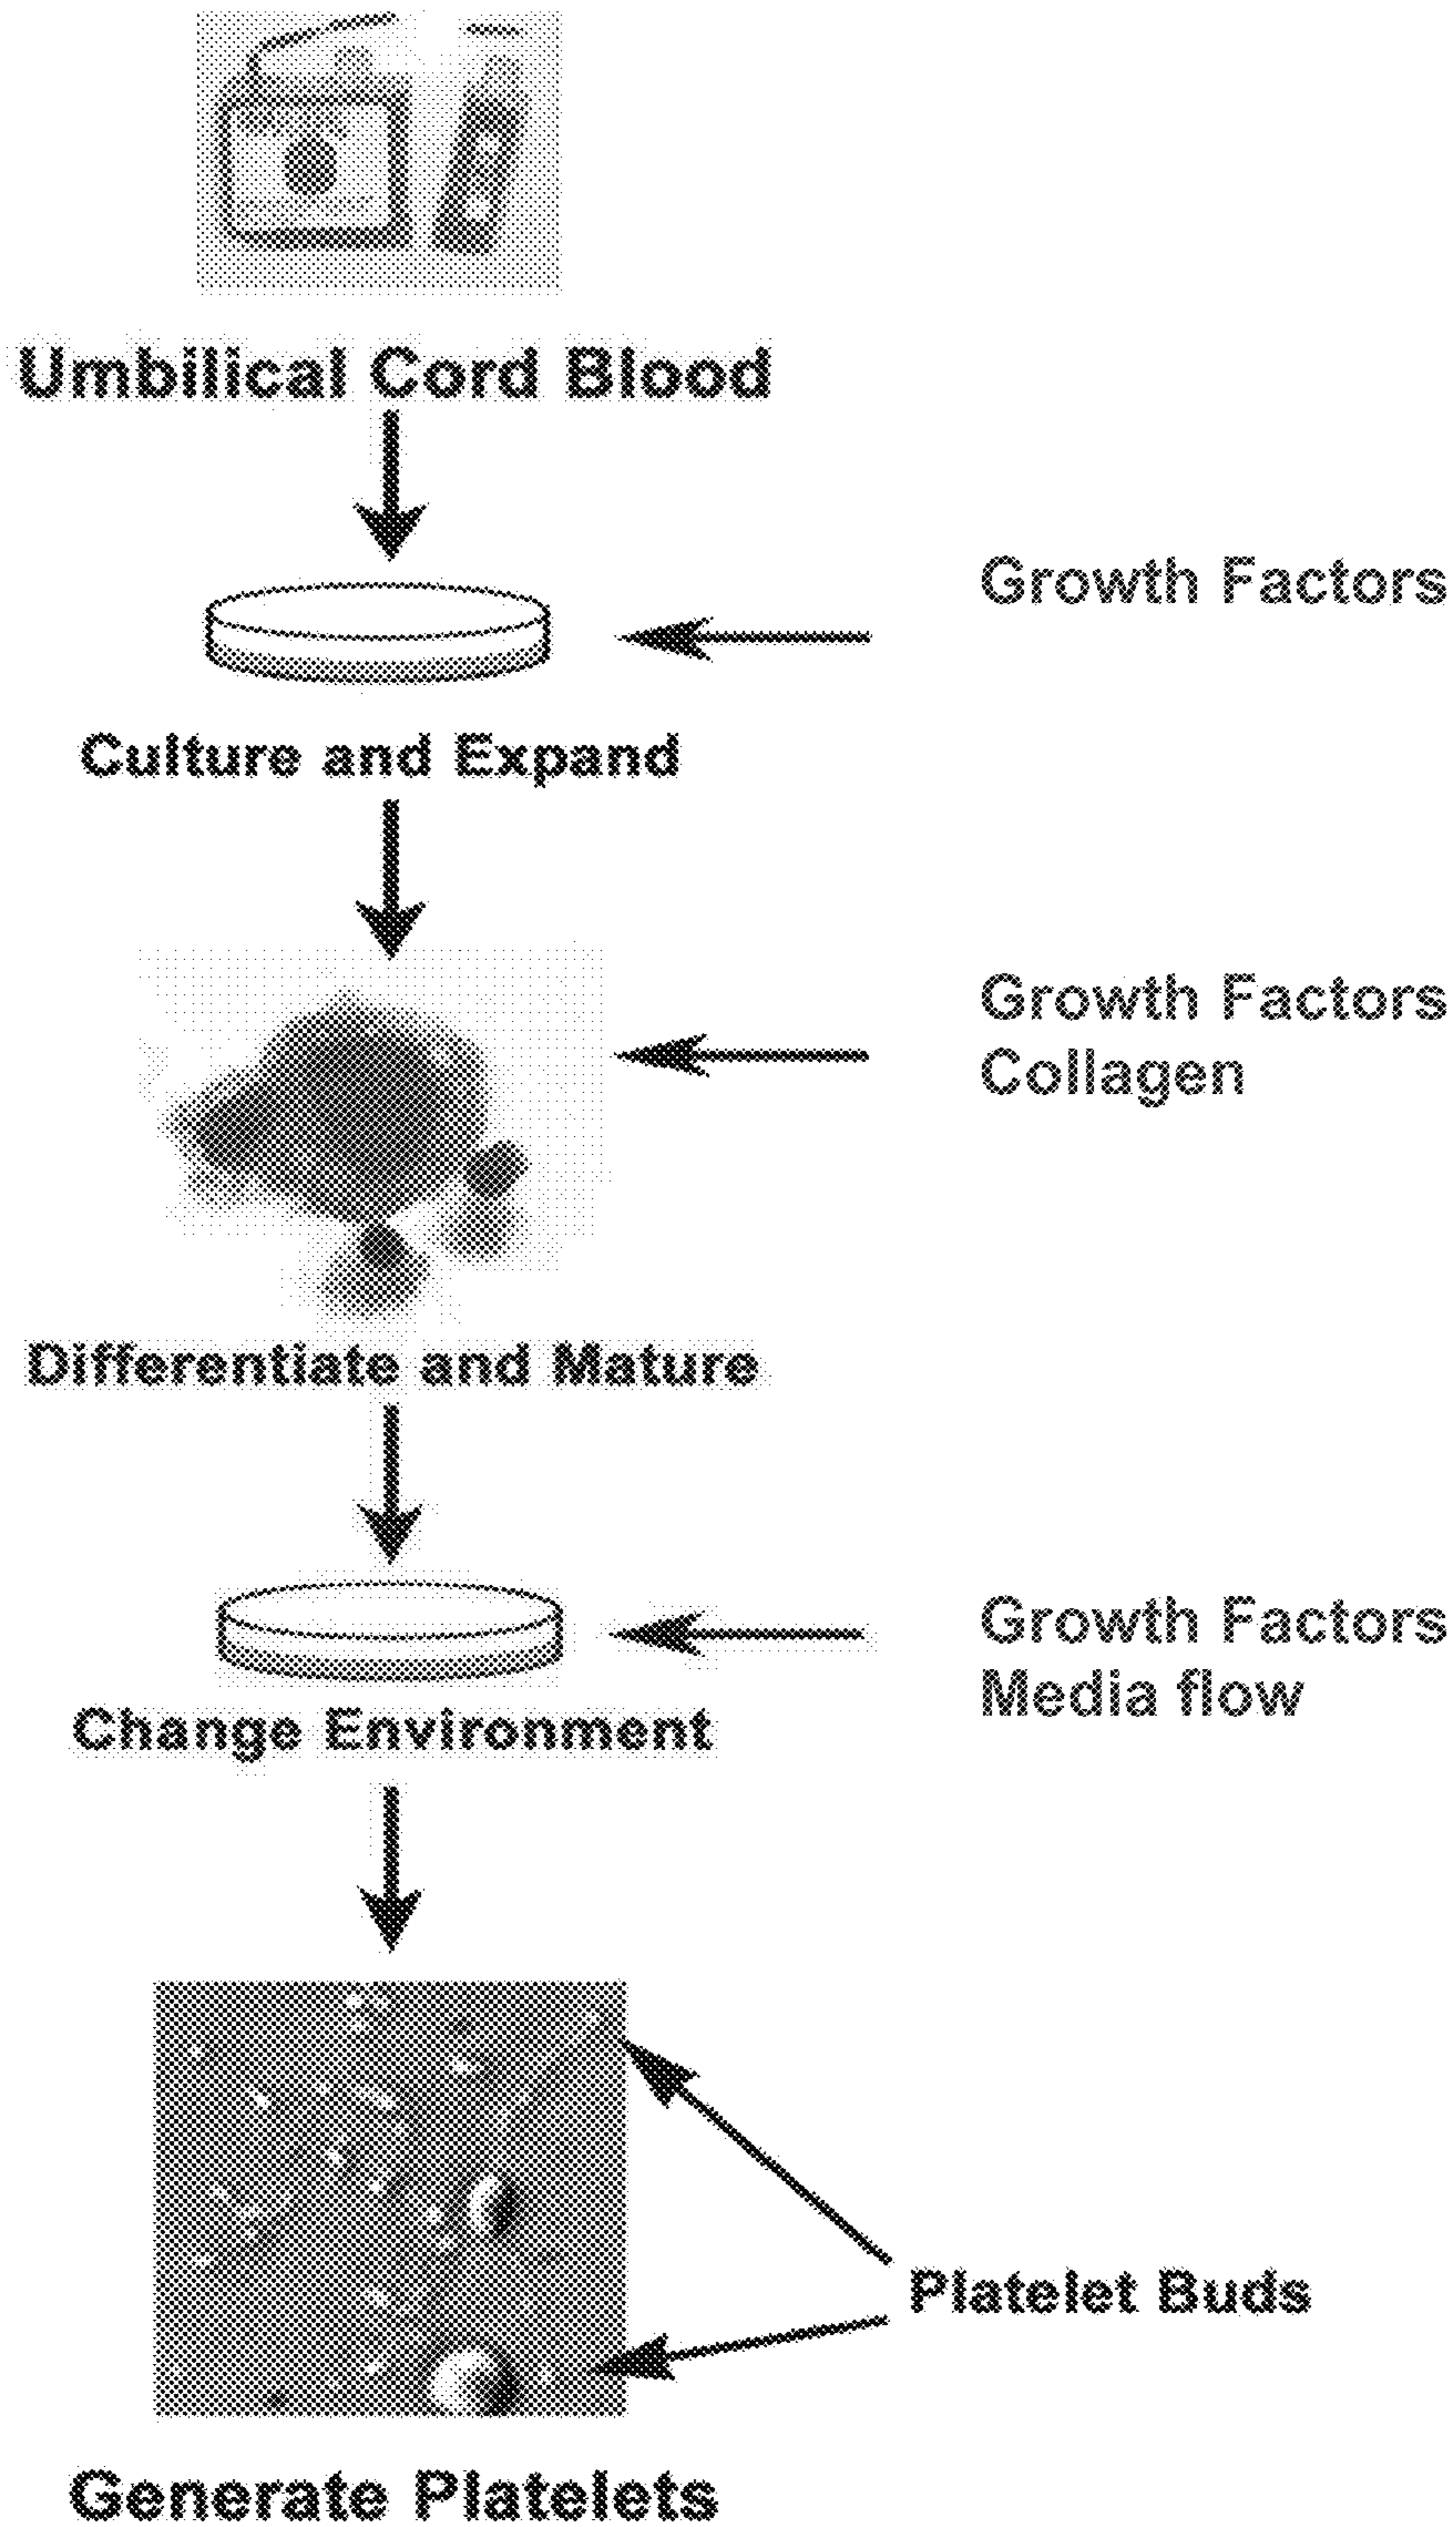 Umbilical Cord Blood
Growth Factors
Culture and Expand
Growth Factors
Collagen
Differentiate and Mature
Growth Factors
Media flow
Change Environment
Platelet Buds
Generate Platelets